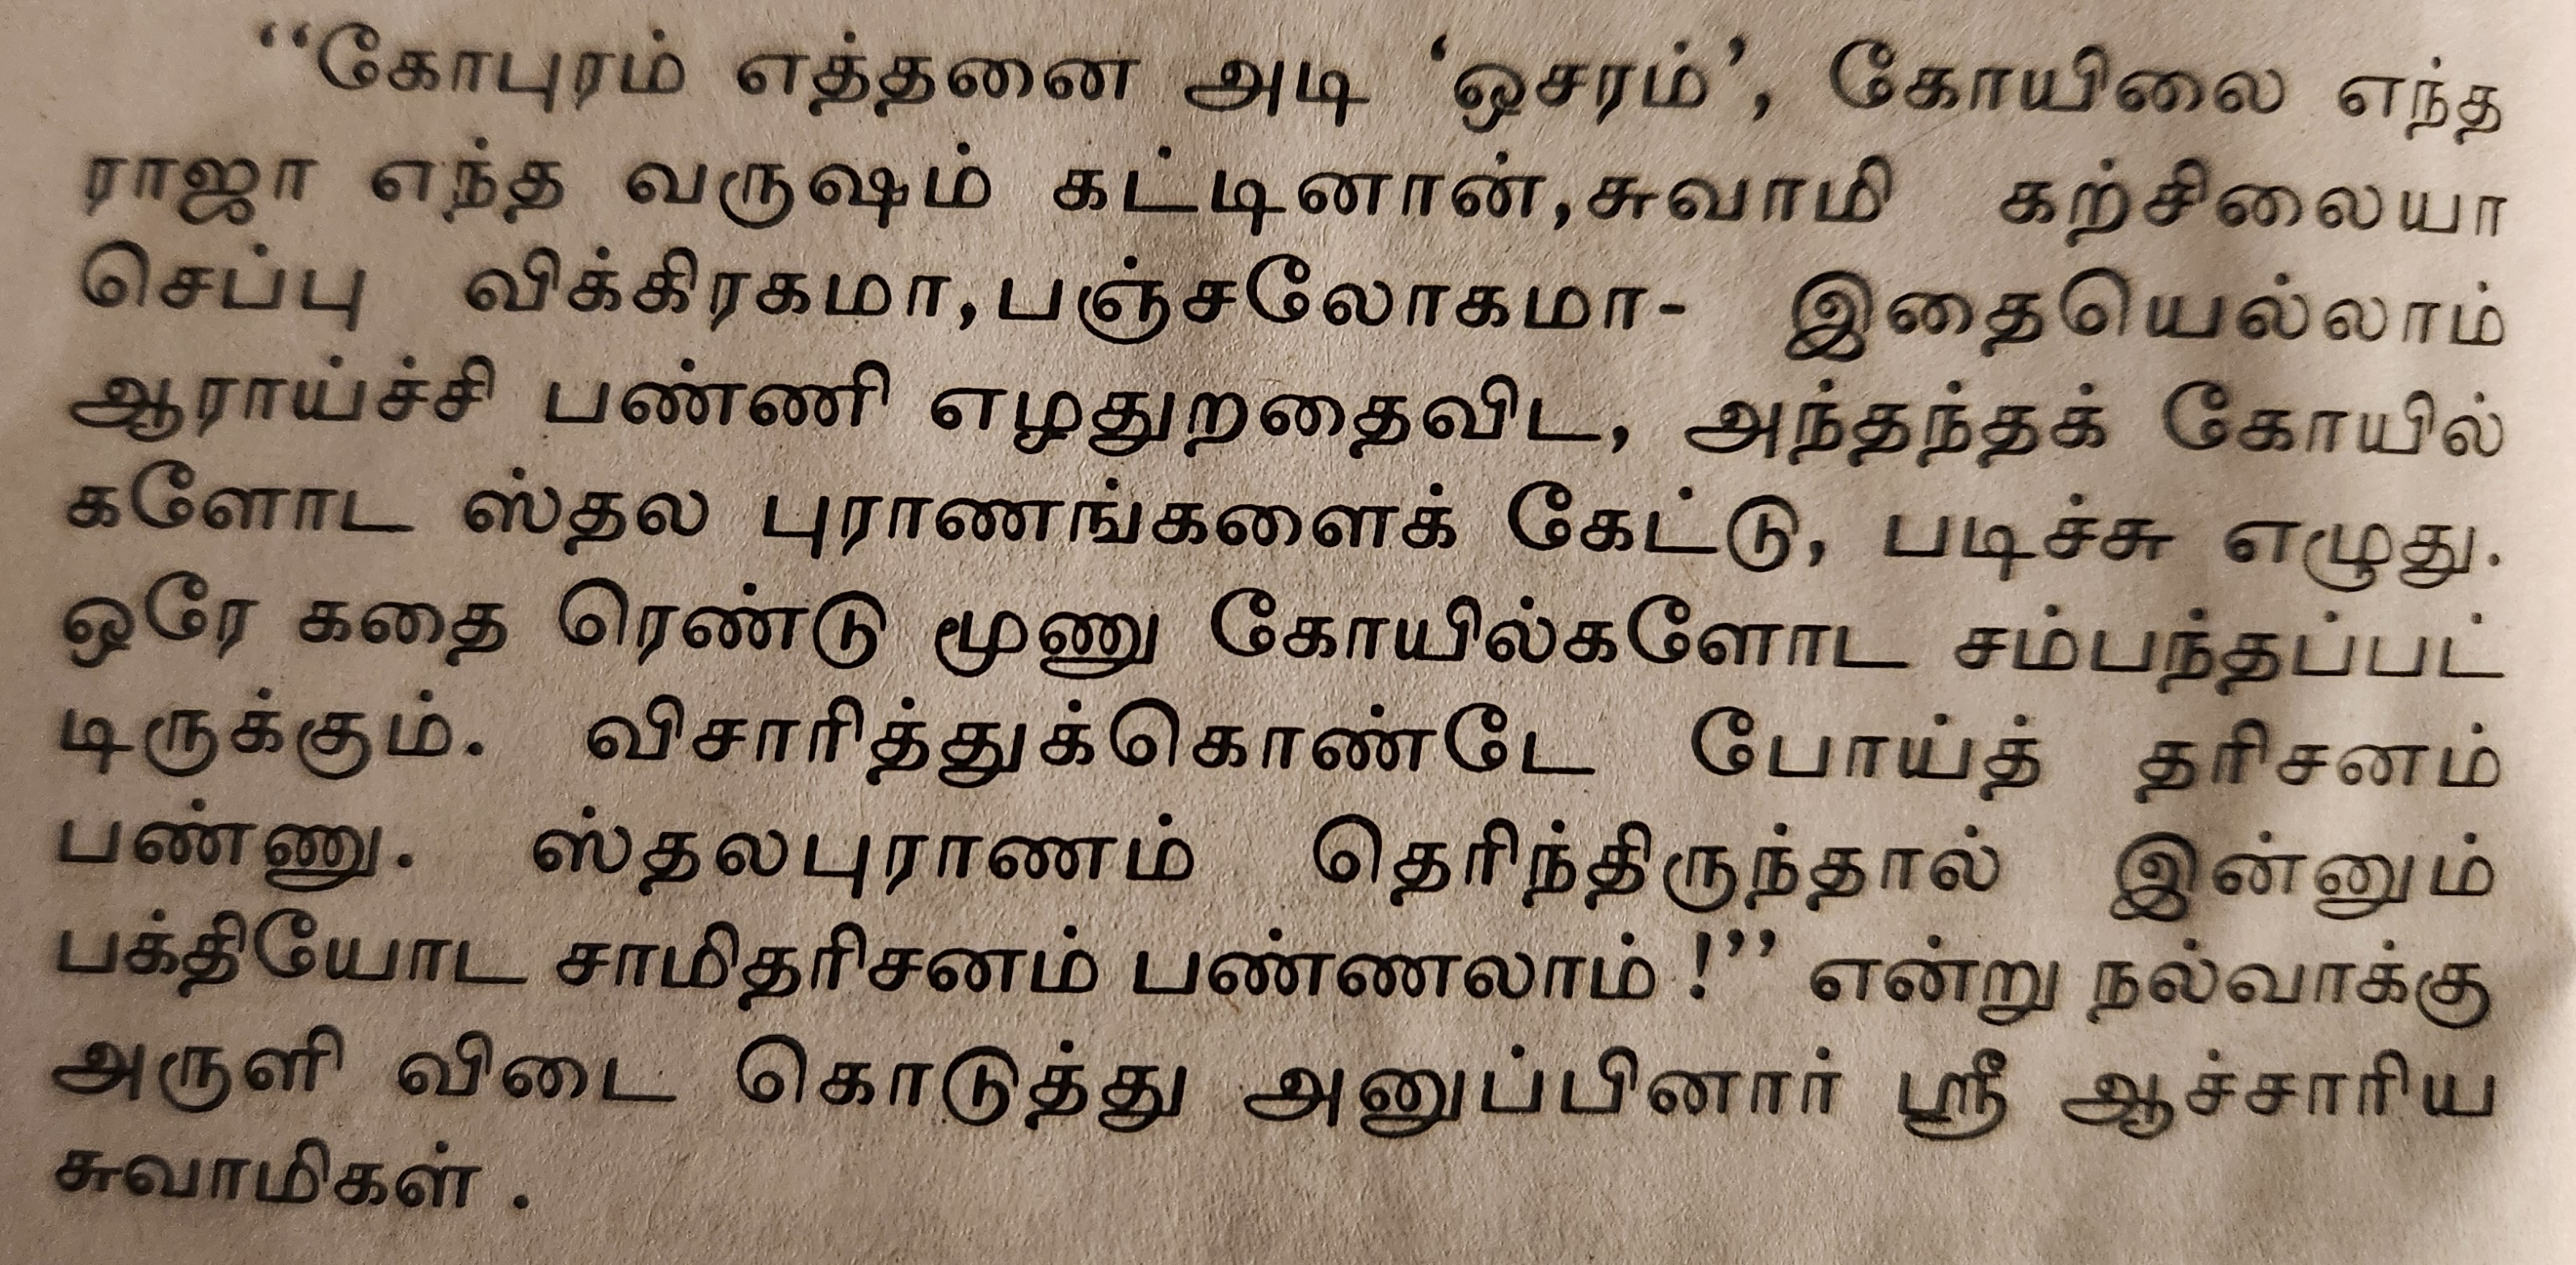 “கோபுரம் எத்தனை அடி ‘ஒசரம்’, கோயிலை எந்த
ராஜா எந்த வருஷம் கட்டினான்,சுவாமி கற்சிலையா
செப்பு விக்கிரகமா,பஞ்சலோகமா- இதையெல்லாம்
ஆராய்ச்சி பண்ணி எழதுறதைவிட, அந்தந்தக் கோயில்
களோட ஸ்தல புராணங்களைக் கேட்டு, படிச்சு எழுது.
ஒரே கதை ரெண்டு மூணு கோயில்களோட சம்பந்தப்பட்
டிருக்கும். விசாரித்துக்கொண்டே போய்த் தரிசனம்
பண்ணு. ஸ்தலபுராணம் தெரிந்திருந்தால் இன்னும்
பக்தியோட சாமிதரிசனம் பண்ணலாம் !” என்று நல்வாக்கு
அருளி விடை கொடுத்து அனுப்பினார் ஸ்ரீ ஆச்சாரிய
சுவாமிகள் .